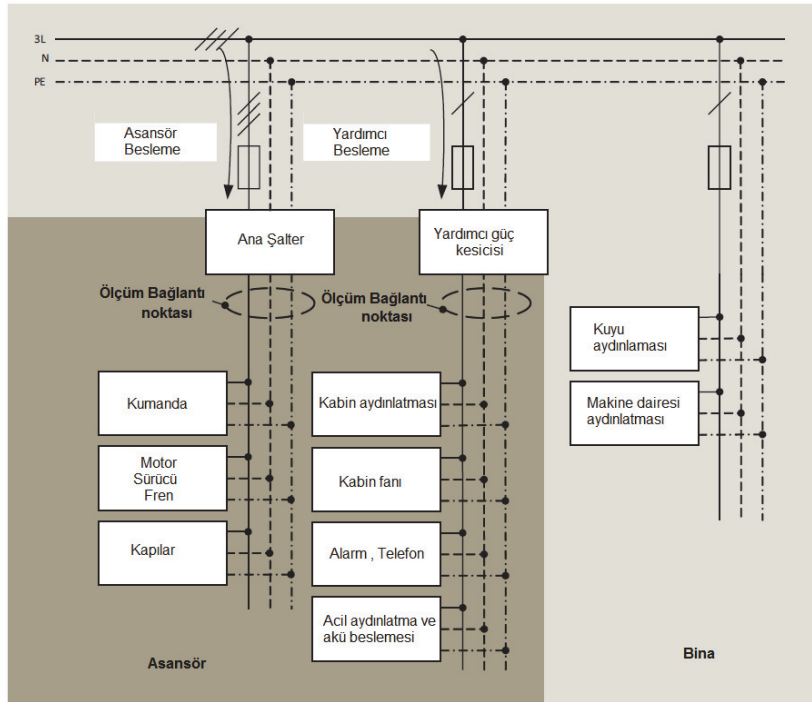 3L
N
PE
Asansör
Besleme
Yardımcı
Besleme
Ana Şalter
Yardımcı güç
kesicisi
Ölçüm Bağlantı
noktası
Ölçüm Bağlantı
noktası
Kuyu
aydınlaması
Kumanda
Kabin aydınlatması
Makine dairesi
aydınlatması
Motor
Sürücü
Fren
Kabin fanı
Kapılar
Alarm , Telefon
Acil aydınlatma ve
akü beslemesi
Asansör
Bina